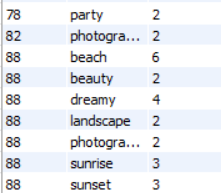 78 party 2
82 photogra... 2
88 beach 6
88 beauty 2
88 dreamy 4
88 landscape 2
88 photogra... 2
88 sunrise 3
88 sunset 3